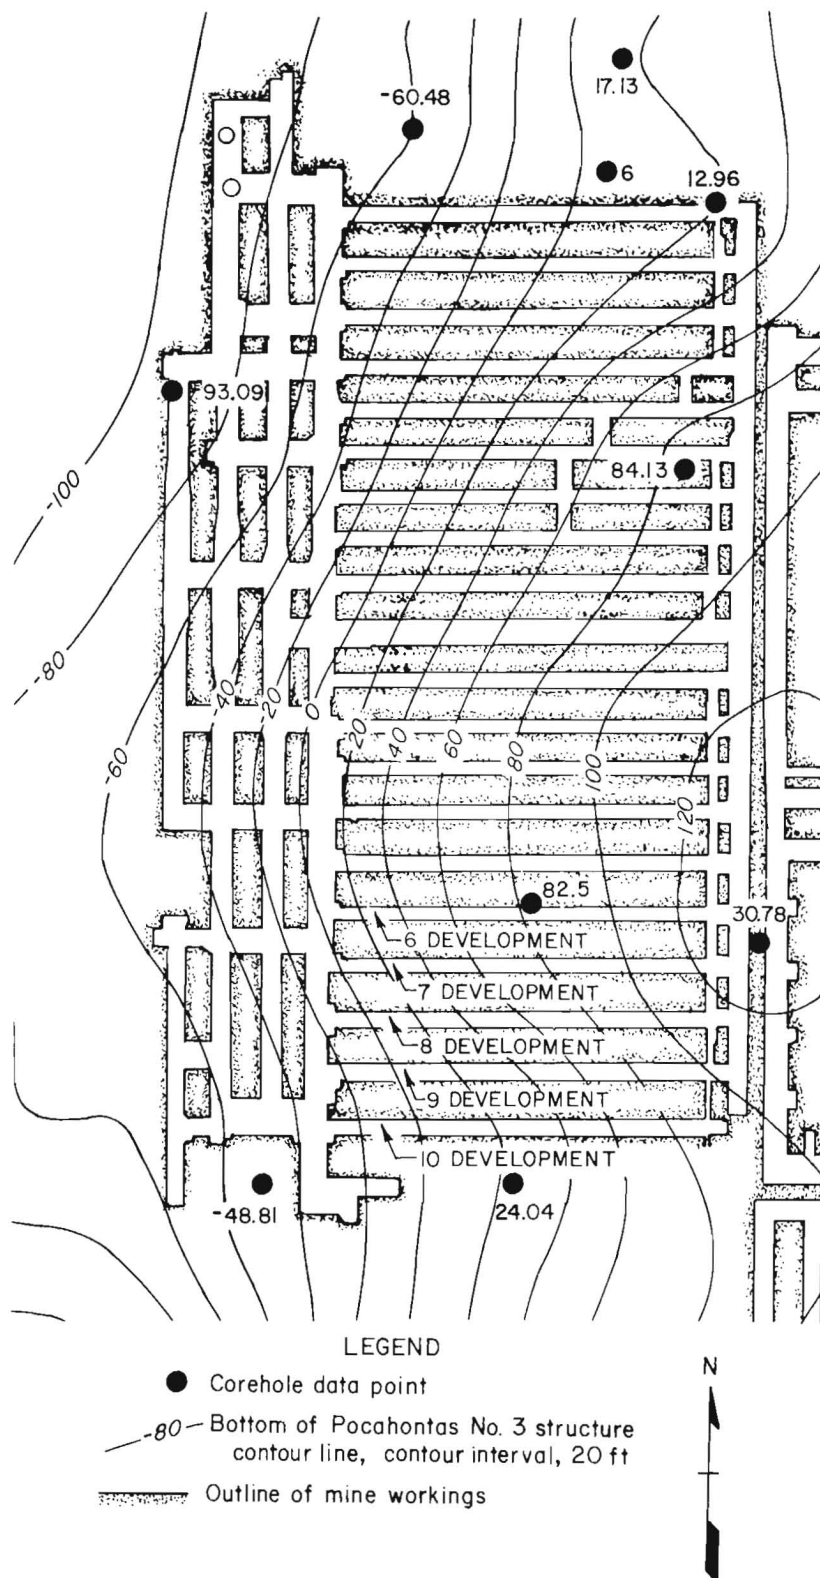 17.13
-60.48
6
12.96
-93.09
84.13
-100
-80
-60
-40
-20
0
20
40
60
80
100
120
82.5
30.78
6 DEVELOPMENT
7 DEVELOPMENT
8 DEVELOPMENT
9 DEVELOPMENT
10 DEVELOPMENT
-48.81
24.04
LEGEND
Corehole data point
-80- Bottom of Pocahontas No. 3 structure
contour line, contour interval, 20 ft
Outline of mine workings
N